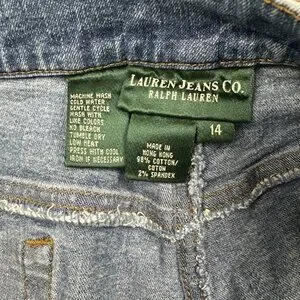 LAUREN JEANS CO.
RALPH LAUREN
14
MACHINE WASH
COLD WATER
GENTLE CYCLE
WASH WITH
LIKE COLORS
NO BLEACH
TUMBLE DRY
LOW HEAT
PRESS WITH COOL
IRON IF NECESSARY
MADE IN
HONG KONG
98% COTTON/
COTON
2% SPANDEX